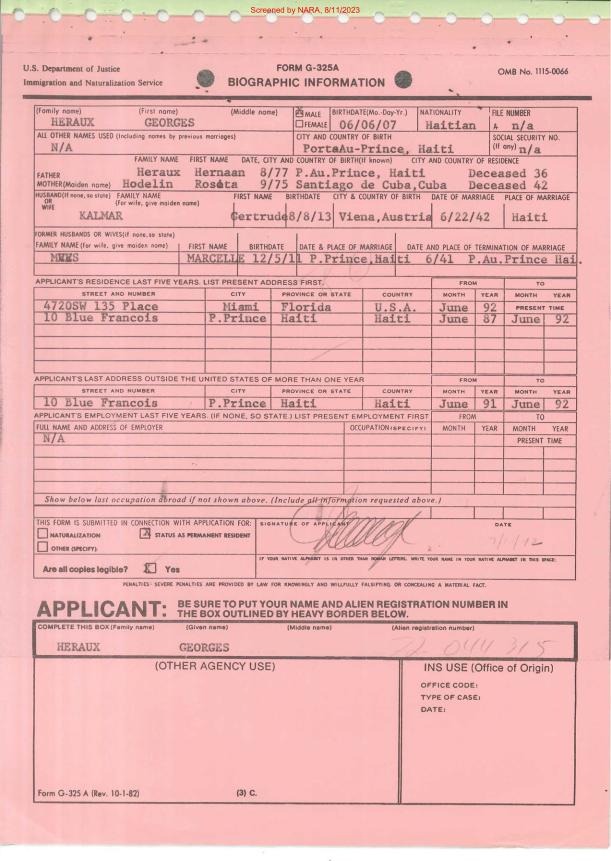 Screened by NARA, 8/11/2023
U.S. Department of Justice
Immigration and Naturalization Service
FORM G-325A
BIOGRAPHIC INFORMATION
OMB No. 1115-0066
(Family name) (First name) (Middle name) MALE FEMALE BIRTHDATE(Mo.-Day-Yr.) NATIONALITY FILE NUMBER
HERAUX GEORGES X 06/06/07 Haitian A n/a
ALL OTHER NAMES USED (Including names by previous marriages) CITY AND COUNTRY OF BIRTH SOCIAL SECURITY NO. (If any)
N/A PorteAu-Prince, Haiti n/a
FAMILY NAME FIRST NAME DATE, CITY AND COUNTRY OF BIRTH(If known) CITY AND COUNTRY OF RESIDENCE
FATHER Heraux Hernaan 8/77 P.Au.Prince, Haiti Deceased 36
MOTHER(Maiden name) Hodelin 9/75 Santiago de Cuba,Cuba Deceased 42
HUSBAND(If none, so state) OR WIFE FAMILY NAME (For wife, give maiden name) FIRST NAME BIRTHDATE CITY & COUNTRY OF BIRTH DATE OF MARRIAGE PLACE OF MARRIAGE
KALMAR Gertrude 8/8/13 Viena,Austria 6/22/42 Haiti
FORMER HUSBANDS OR WIVES(if none, so state)
FAMILY NAME (For wife, give maiden name) FIRST NAME BIRTHDATE DATE & PLACE OF MARRIAGE DATE AND PLACE OF TERMINATION OF MARRIAGE
MARCELLE 12/5/11 P.Prince,Haiti 6/41 P.Au.Prince Hai.
APPLICANT'S RESIDENCE LAST FIVE YEARS. LIST PRESENT ADDRESS FIRST. FROM TO
STREET AND NUMBER CITY PROVINCE OR STATE COUNTRY MONTH YEAR MONTH YEAR
4720SW 135 Place Miami Florida U.S.A. June 92 PRESENT TIME
10 Blue Francois P.Prince Haiti Haiti June 87 June 92
APPLICANT'S LAST ADDRESS OUTSIDE THE UNITED STATES OF MORE THAN ONE YEAR FROM TO
STREET AND NUMBER CITY PROVINCE OR STATE COUNTRY MONTH YEAR MONTH YEAR
10 Blue Francois P.Prince Haiti Haiti June 91 June 92
APPLICANT'S EMPLOYMENT LAST FIVE YEARS. (IF NONE, SO STATE.) LIST PRESENT EMPLOYMENT FIRST FROM TO
FULL NAME AND ADDRESS OF EMPLOYER OCCUPATION(SPECIFY) MONTH YEAR MONTH YEAR
N/A PRESENT TIME
Show below last occupation abroad if not shown above. (Include all information requested above.)
THIS FORM IS SUBMITTED IN CONNECTION WITH APPLICATION FOR: SIGNATURE OF APPLICANT DATE
NATURALIZATION X STATUS AS PERMANENT RESIDENT
OTHER (SPECIFY):
IF YOUR NATIVE ALPHABET IS IN OTHER THAN ROMAN LETTERS, WRITE YOUR NAME IN YOUR NATIVE ALPHABET IN THIS SPACE:
Are all copies legible? X Yes
PENALTIES: SEVERE PENALTIES ARE PROVIDED BY LAW FOR KNOWINGLY AND WILLFULLY FALSIFYING OR CONCEALING A MATERIAL FACT.
APPLICANT: BE SURE TO PUT YOUR NAME AND ALIEN REGISTRATION NUMBER IN
THE BOX OUTLINED BY HEAVY BORDER BELOW.
COMPLETE THIS BOX (Family name) (Given name) (Middle name) (Alien registration number)
HERAUX GEORGES 72 044 315
(OTHER AGENCY USE) INS USE (Office of Origin)
OFFICE CODE:
TYPE OF CASE:
DATE:
Form G-325 A (Rev. 10-1-82) (3) C.